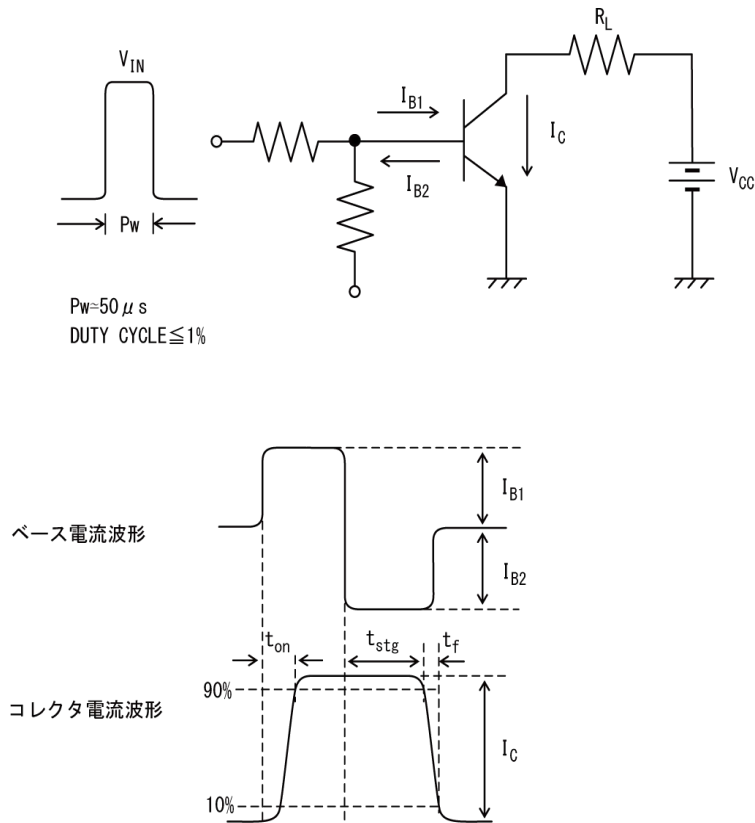 R_L
V_IN
I_B1
I_C
I_B2
V_CC
Pw
Pw≃50μs
DUTY CYCLE≦1%
I_B1
ベース電流波形
I_B2
t_on
t_stg
t_f
90%
コレクタ電流波形
I_C
10%